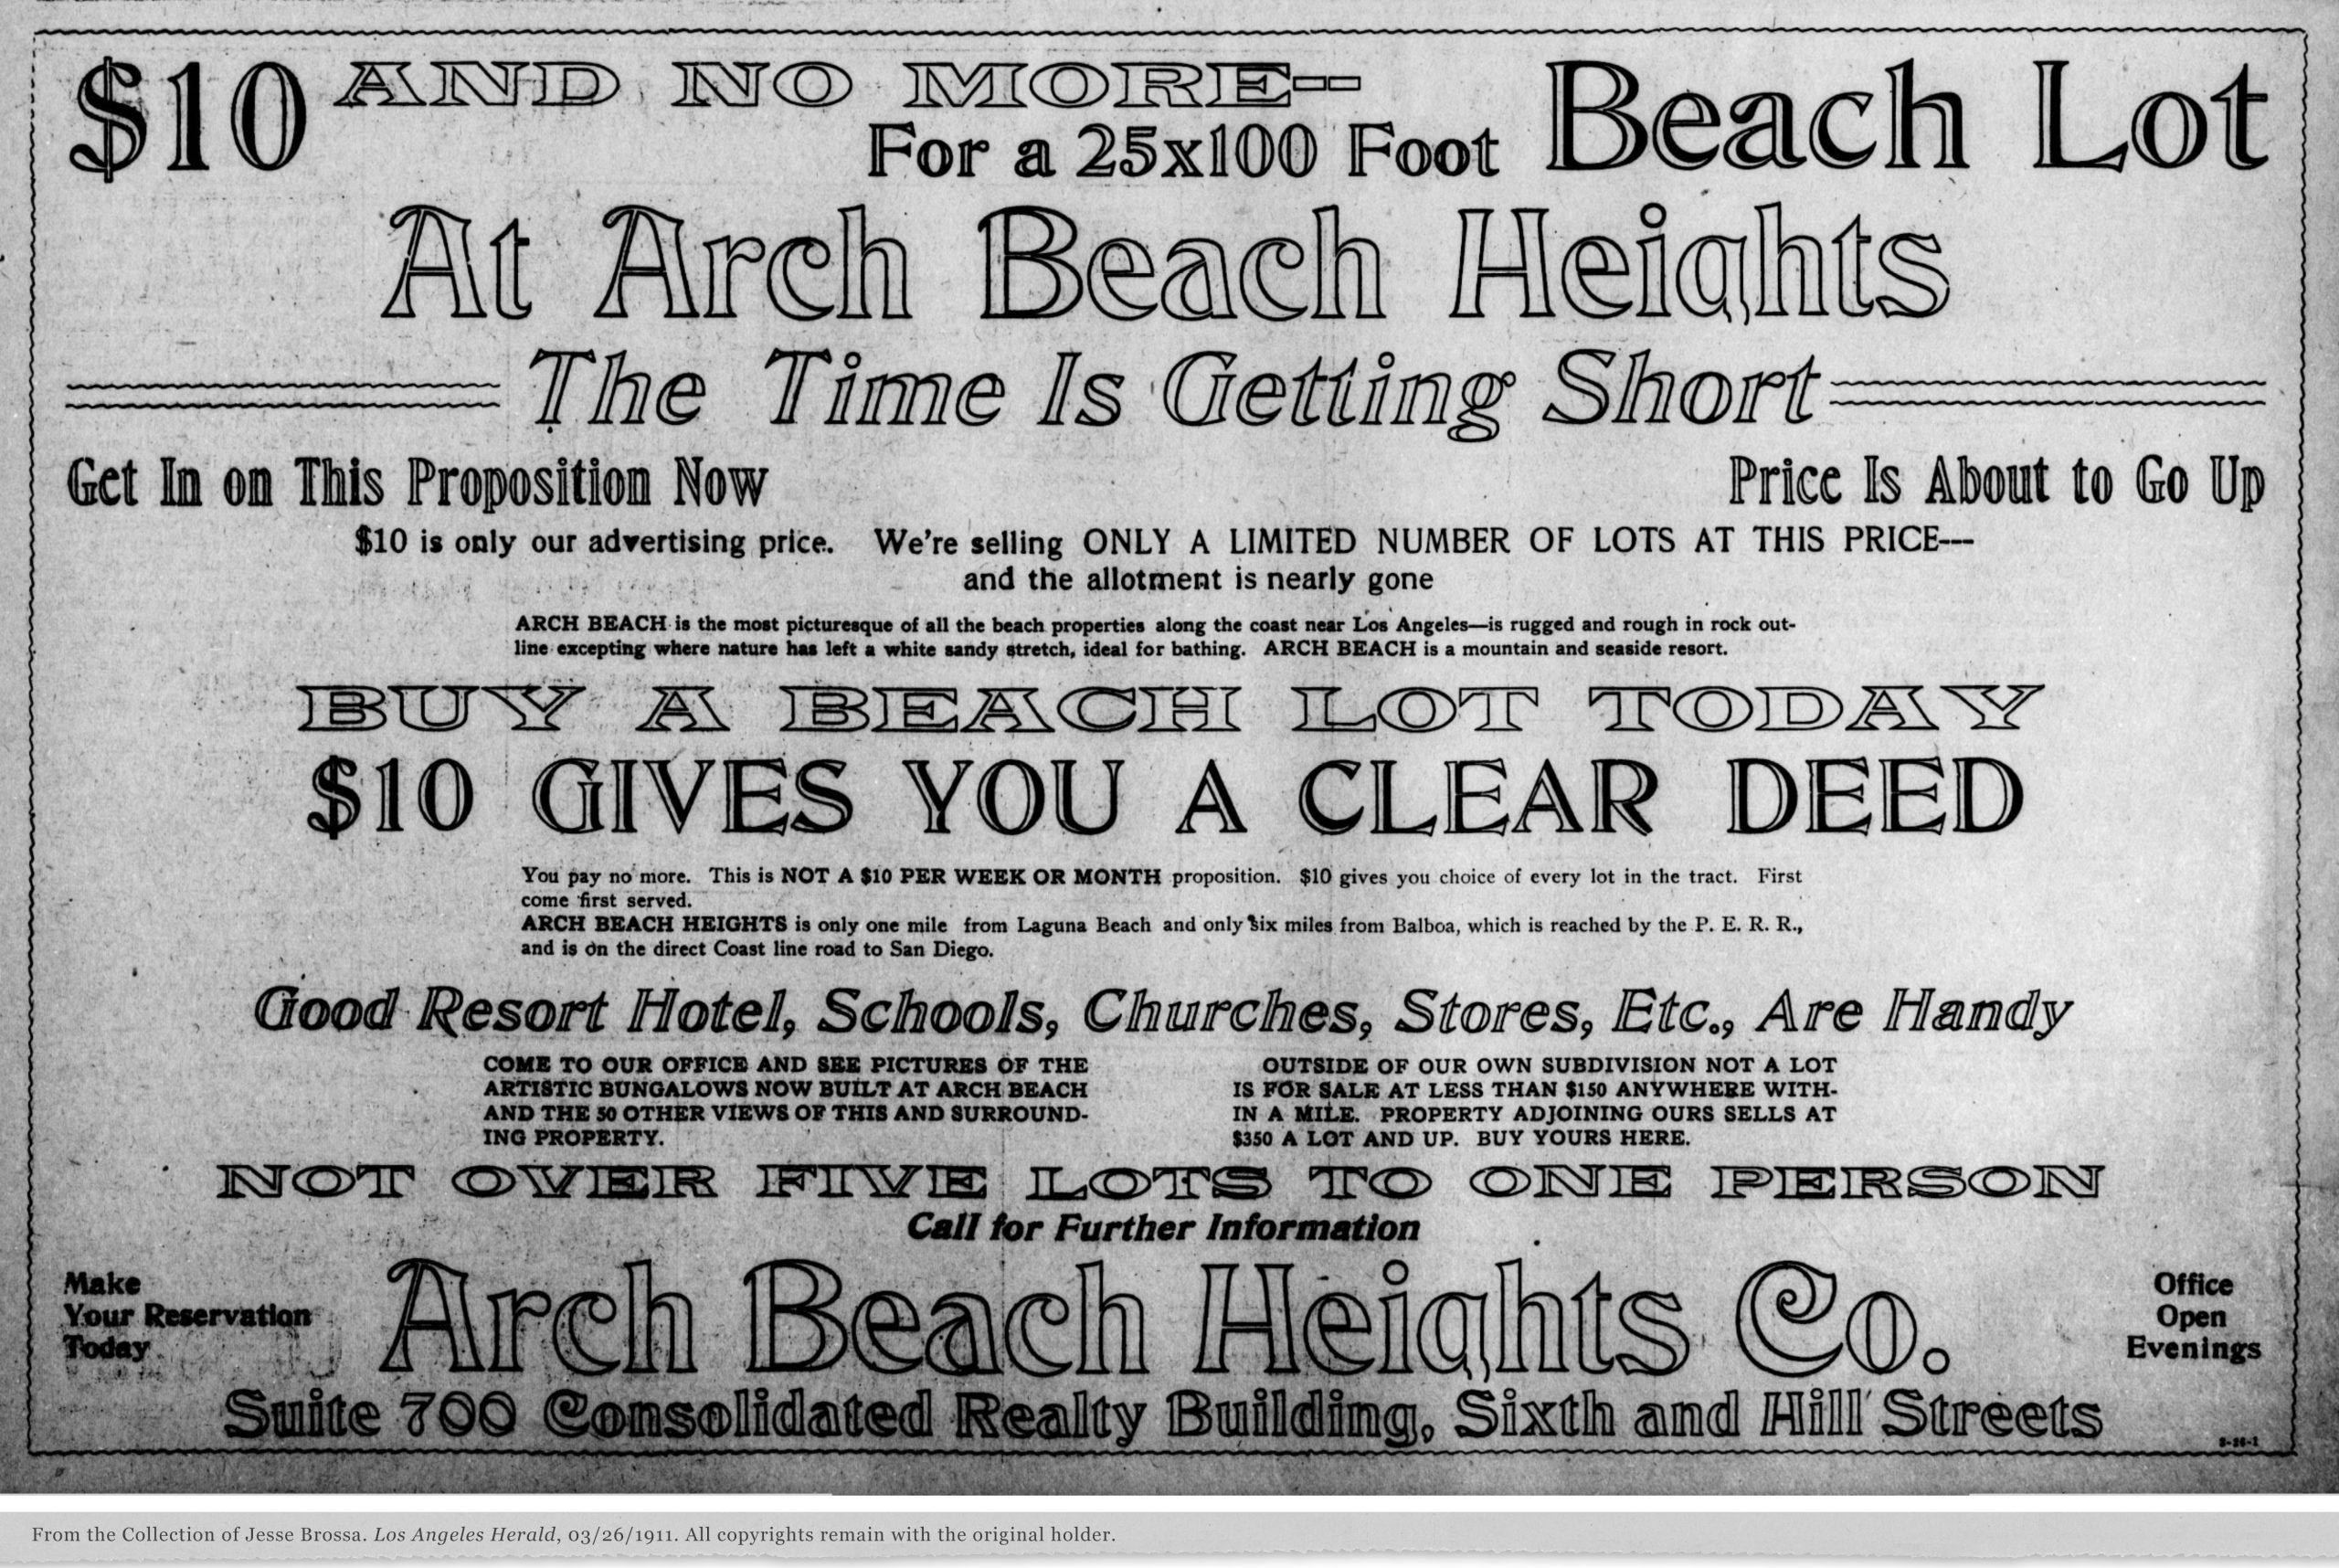 $10 AND NO MORE--
For a 25x100 Foot Beach Lot
At Arch Beach Heights
The Time Is Getting Short
Get In on This Proposition Now Price Is About to Go Up
$10 is only our advertising price. We're selling ONLY A LIMITED NUMBER OF LOTS AT THIS PRICE---
and the allotment is nearly gone
ARCH BEACH is the most picturesque of all the beach properties along the coast near Los Angeles—is rugged and rough in rock out-
line excepting where nature has left a white sandy stretch, ideal for bathing. ARCH BEACH is a mountain and seaside resort.
BUY A BEACH LOT TODAY
$10 GIVES YOU A CLEAR DEED
You pay no more. This is NOT A $10 PER WEEK OR MONTH proposition. $10 gives you choice of every lot in the tract. First
come first served.
ARCH BEACH HEIGHTS is only one mile from Laguna Beach and only six miles from Balboa, which is reached by the P. E. R. R.,
and is on the direct Coast line road to San Diego.
Good Resort Hotel, Schools, Churches, Stores, Etc., Are Handy
COME TO OUR OFFICE AND SEE PICTURES OF THE
ARTISTIC BUNGALOWS NOW BUILT AT ARCH BEACH
AND THE 50 OTHER VIEWS OF THIS AND SURROUND-
ING PROPERTY.
OUTSIDE OF OUR OWN SUBDIVISION NOT A LOT
IS FOR SALE AT LESS THAN $150 ANYWHERE WITH-
IN A MILE. PROPERTY ADJOINING OURS SELLS AT
$350 A LOT AND UP. BUY YOURS HERE.
NOT OVER FIVE LOTS TO ONE PERSON
Call for Further Information
Make
Your Reservation
Today
Arch Beach Heights Co.
Office
Open
Evenings
Suite 700 Consolidated Realty Building, Sixth and Hill Streets
From the Collection of Jesse Brossa. Los Angeles Herald, 03/26/1911. All copyrights remain with the original holder.